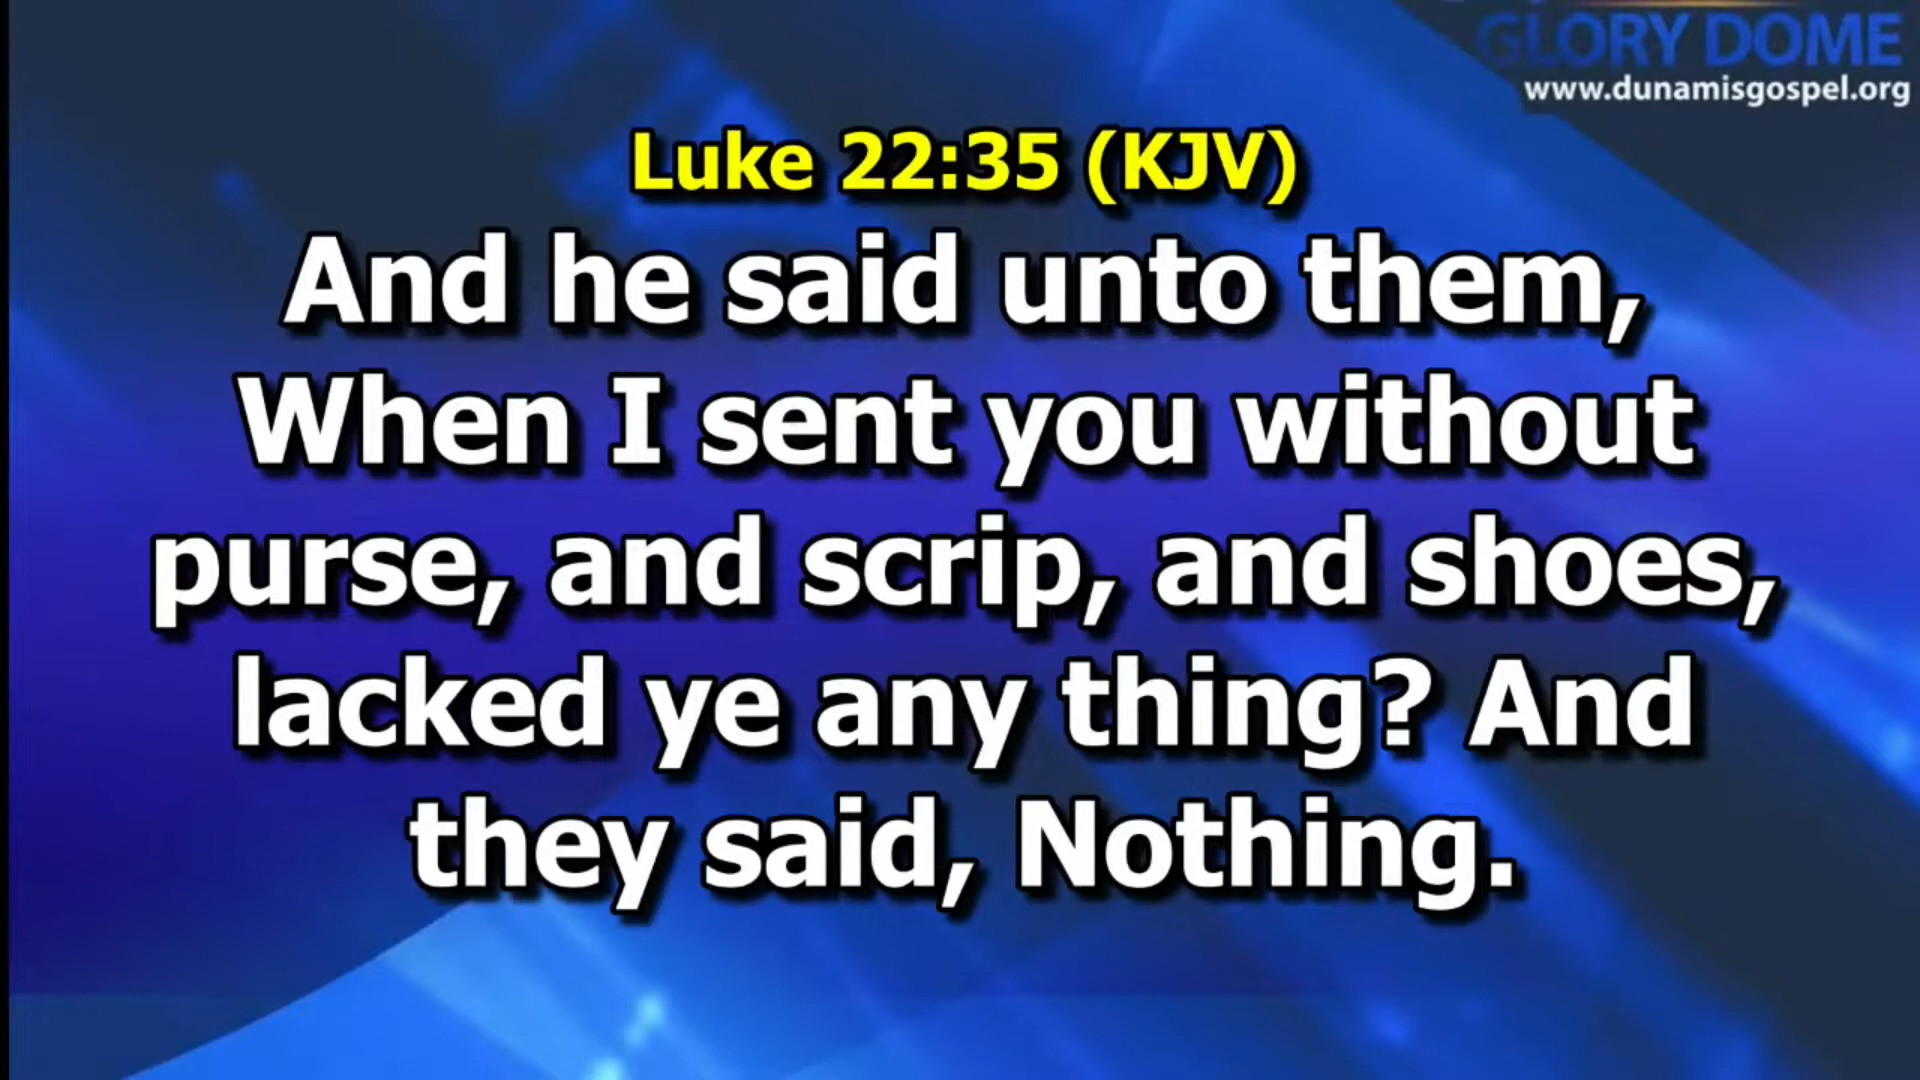 GLORY DOME
www.dunamisgospel.org
Luke 22:35 (KJV)
And he said unto them,
When I sent you without
purse, and scrip, and shoes,
lacked ye any thing? And
they said, Nothing.